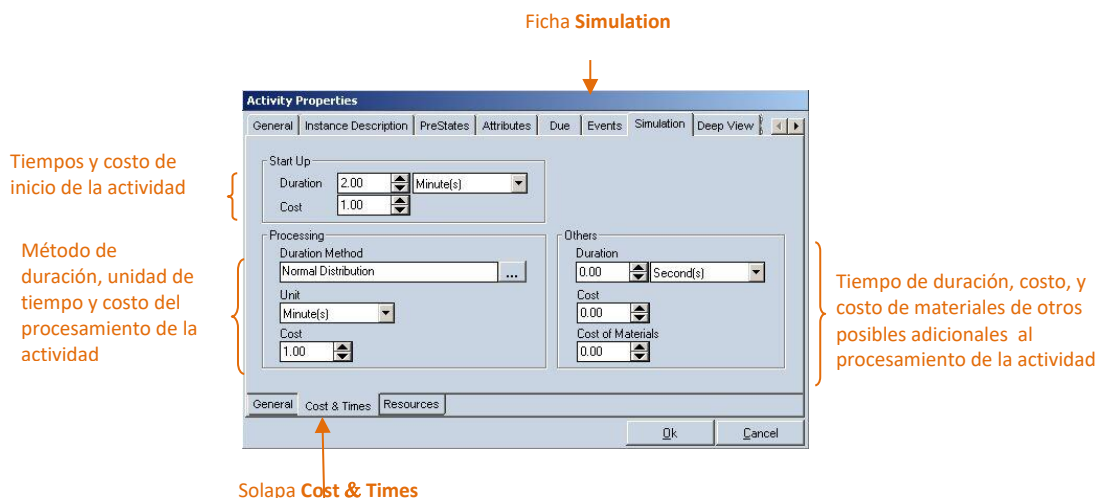 Ficha Simulation
Activity Properties
General Instance Description PreStates Attributes Due Events Simulation Deep View
Tiempos y costo de
inicio de la actividad
Start Up
Duration 2.00 Minute(s)
Cost 1.00
Método de
duración, unidad de
tiempo y costo del
procesamiento de la
actividad
Processing
Duration Method
Normal Distribution ...
Unit
Minute(s)
Cost
1.00
Others
Duration
0.00 Second(s)
Cost
0.00
Cost of Materials
0.00
Tiempo de duración, costo, y
costo de materiales de otros
posibles adicionales al
procesamiento de la actividad
General Cost & Times Resources
Ok Cancel
Solapa Cost & Times